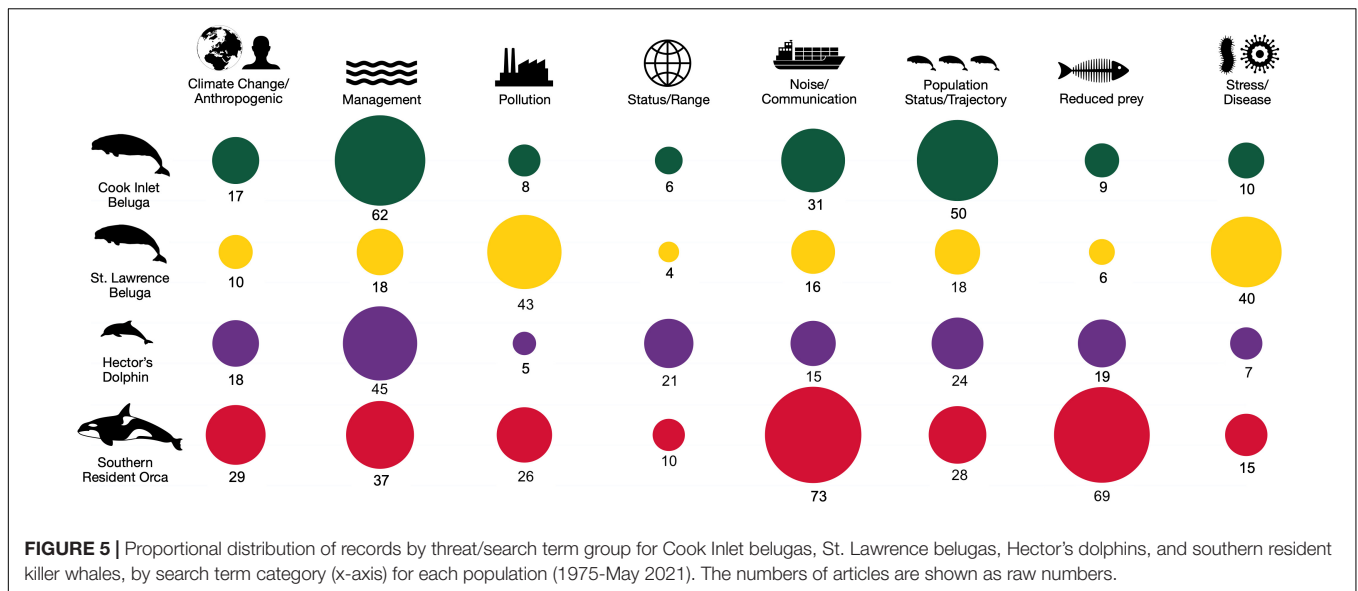 Climate Change/
Anthropogenic
Management
Pollution
Status/Range
Noise/
Communication
Population
Status/Trajectory
Reduced prey
Stress/
Disease
Cook Inlet
Beluga
17
62
8
6
31
50
9
10
St. Lawrence
Beluga
10
18
43
4
16
18
6
40
Hector's
Dolphin
18
45
5
21
15
24
19
7
Southern
Resident Orca
29
37
26
10
73
28
69
15
FIGURE 5 | Proportional distribution of records by threat/search term group for Cook Inlet belugas, St. Lawrence belugas, Hector's dolphins, and southern resident
killer whales, by search term category (x-axis) for each population (1975-May 2021). The numbers of articles are shown as raw numbers.